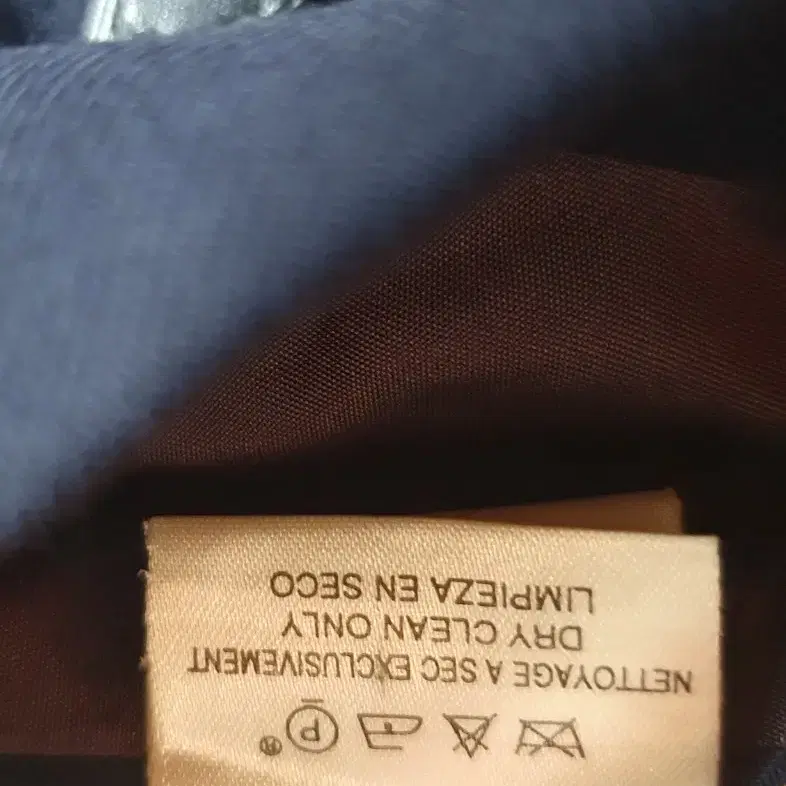 P ®
NETTOYAGE A SEC EXCLUSIVEMENT
DRY CLEAN ONLY
LIMPIEZA EN SECO